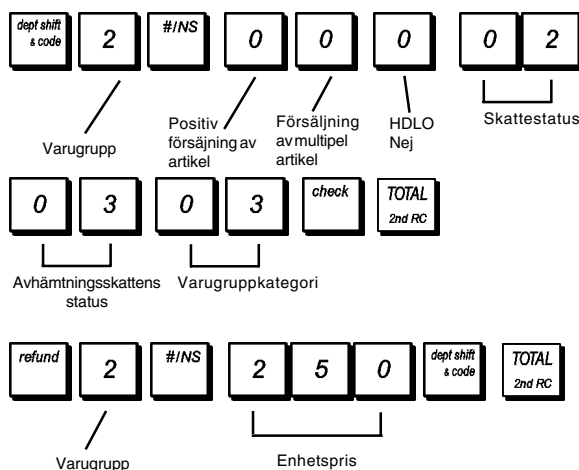 dept shift & code 2 #/NS 0 0 0 0 2
Varugrupp
Positiv försäjning av artikel
Försäljning av multipel artikel
HDLO Nej
Skattestatus
0 3 0 3 check TOTAL 2nd RC
Avhämtningsskattens status
Varugruppkategori
refund 2 #/NS 2 5 0 dept shift & code TOTAL 2nd RC
Varugrupp
Enhetspris